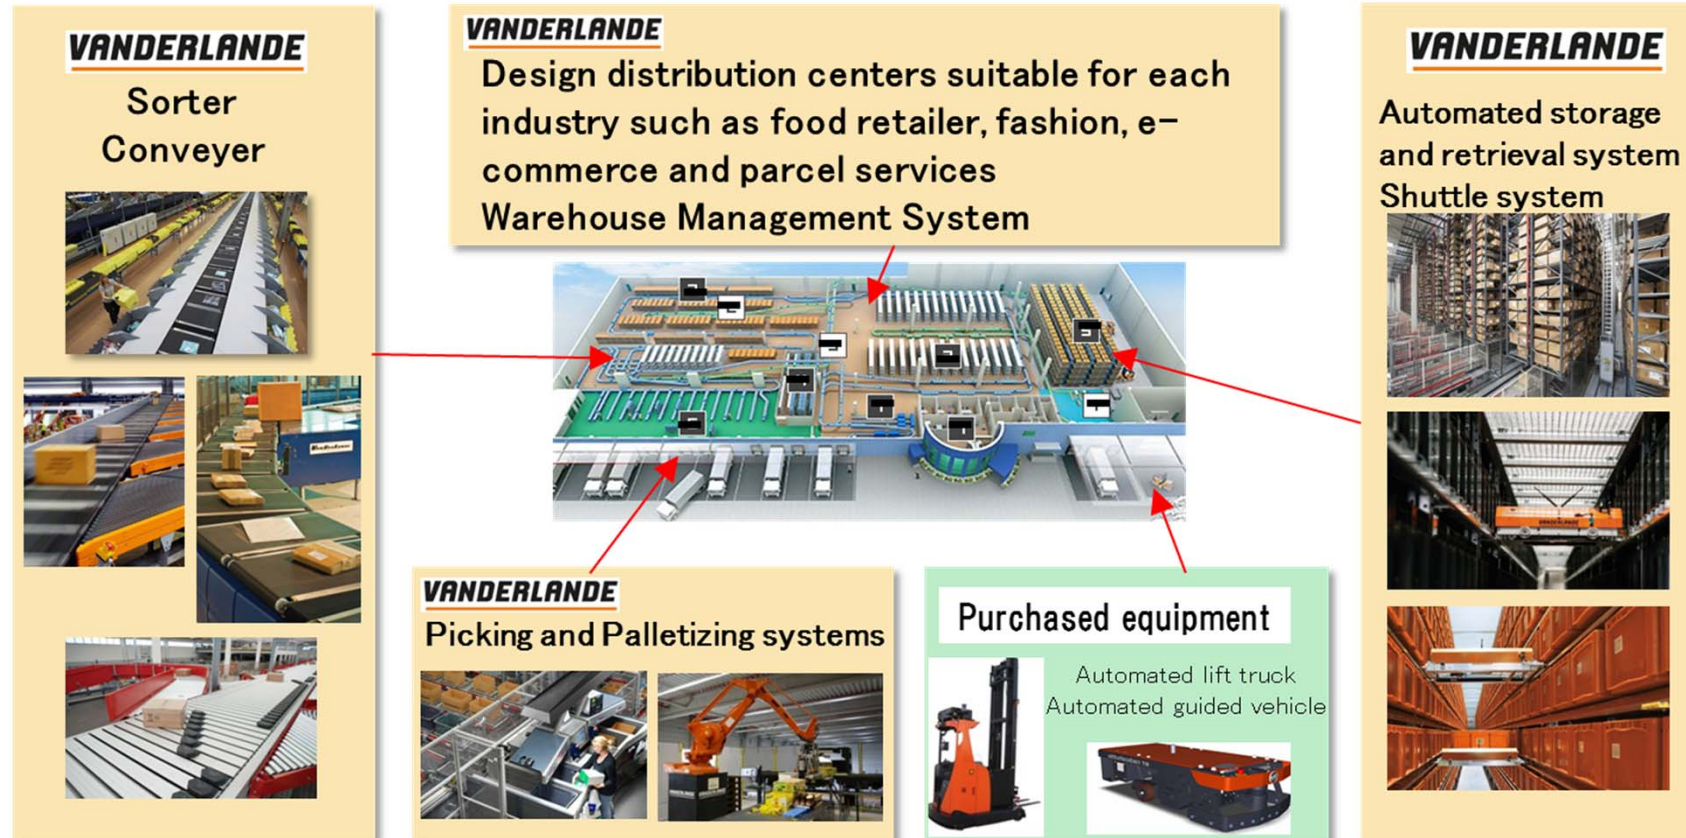 VANDERLANDE
Sorter
Conveyer
VANDERLANDE
Design distribution centers suitable for each
industry such as food retailer, fashion, e-
commerce and parcel services
Warehouse Management System
VANDERLANDE
Automated storage
and retrieval system
Shuttle system
VANDERLANDE
VANDERLANDE
Picking and Palletizing systems
Purchased equipment
Automated lift truck
Automated guided vehicle